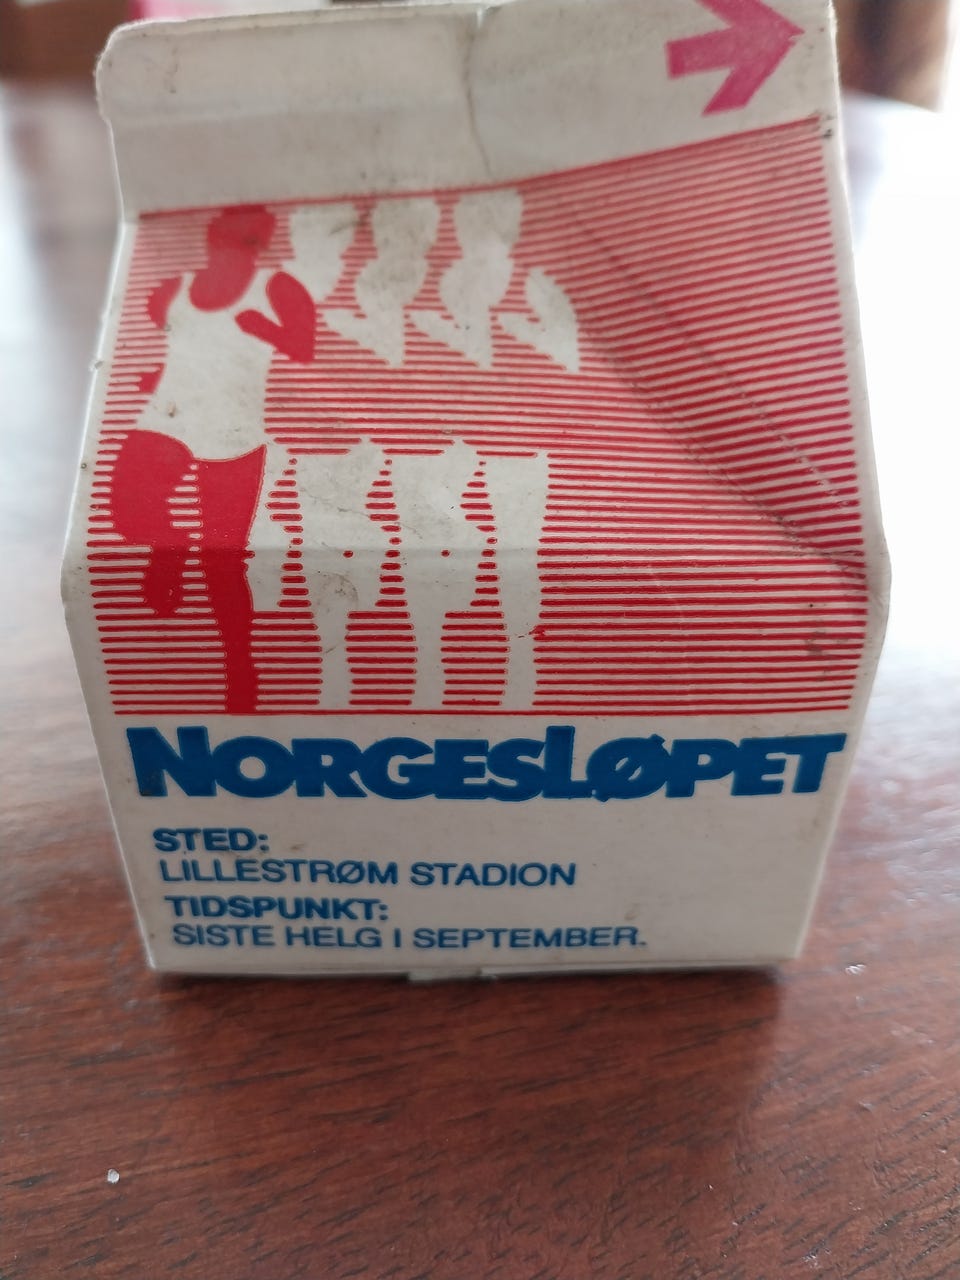 NORGESLØPET
STED:
LILLESTRØM STADION
TIDSPUNKT:
SISTE HELG I SEPTEMBER.